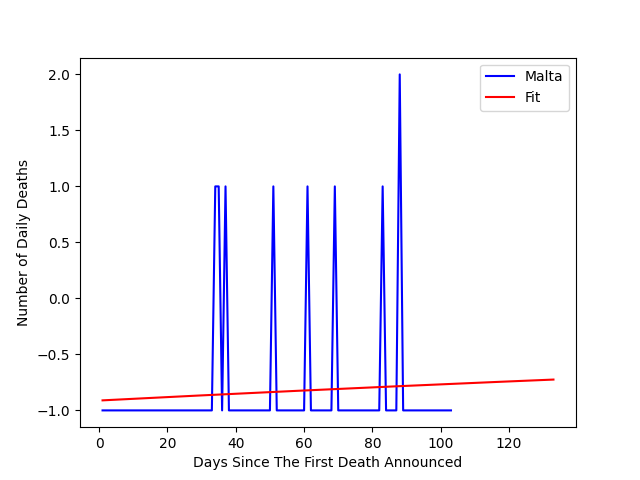 Malta
Fit
2.0
1.5
1.0
0.5
0.0
−0.5
−1.0
Number of Daily Deaths
0 20 40 60 80 100 120
Days Since The First Death Announced